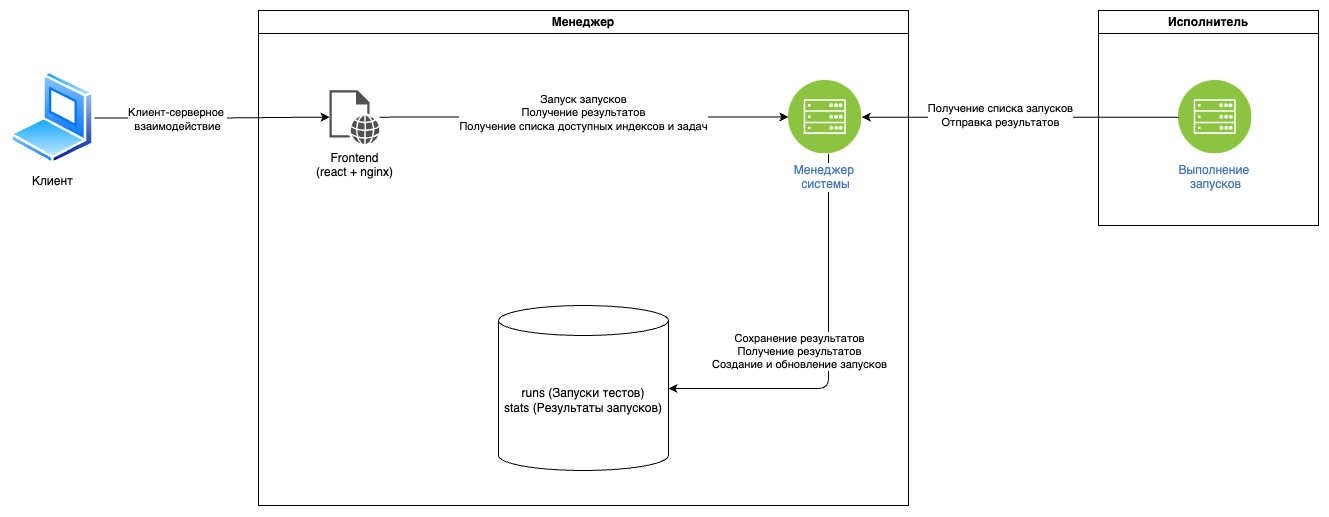 Менеджер
Исполнитель
Клиент-серверное
взаимодействие
Клиент
Frontend
(react + nginx)
Запуск запусков
Получение результатов
Получение списка доступных индексов и задач
Менеджер
системы
Получение списка запусков
Отправка результатов
Выполнение
запусков
Сохранение результатов
Получение результатов
Создание и обновление запусков
runs (Запуски тестов)
stats (Результаты запусков)